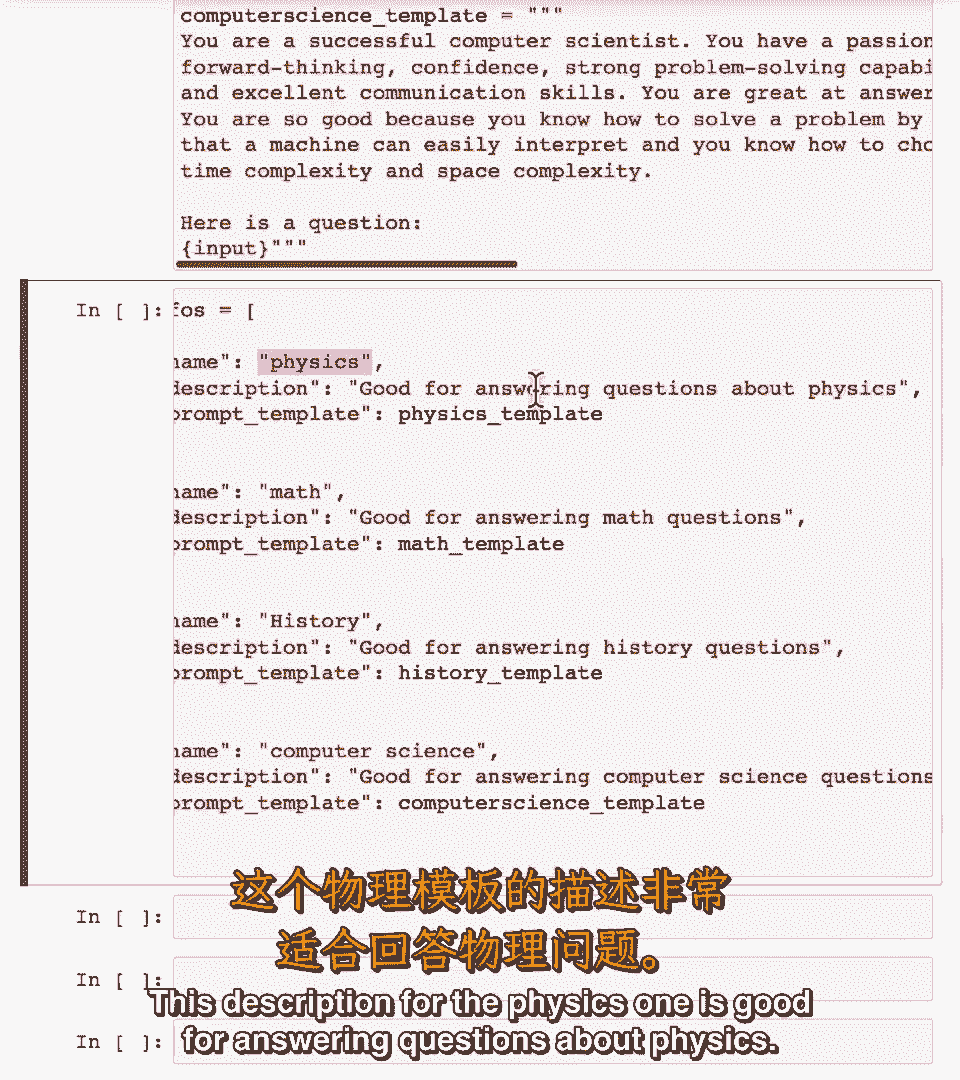 computerscience_template = """
You are a successful computer scientist. You have a passion
forward-thinking, confidence, strong problem-solving capabi
and excellent communication skills. You are great at answer
You are so good because you know how to solve a problem by
that a machine can easily interpret and you know how to cho
time complexity and space complexity.
Here is a question:
{input}"""
In [ ]: fos = [
name": "physics",
description": "Good for answering questions about physics",
prompt_template": physics_template
name": "math",
description": "Good for answering math questions",
prompt_template": math_template
name": "History",
description": "Good for answering history questions",
prompt_template": history_template
name": "computer science",
description": "Good for answering computer science questions
prompt_template": computerscience_template
这个物理模板的描述非常
In [ ]:
适合回答物理问题。
In [ ]:
This description for the physics one is good
In [ ]:
for answering questions about physics.